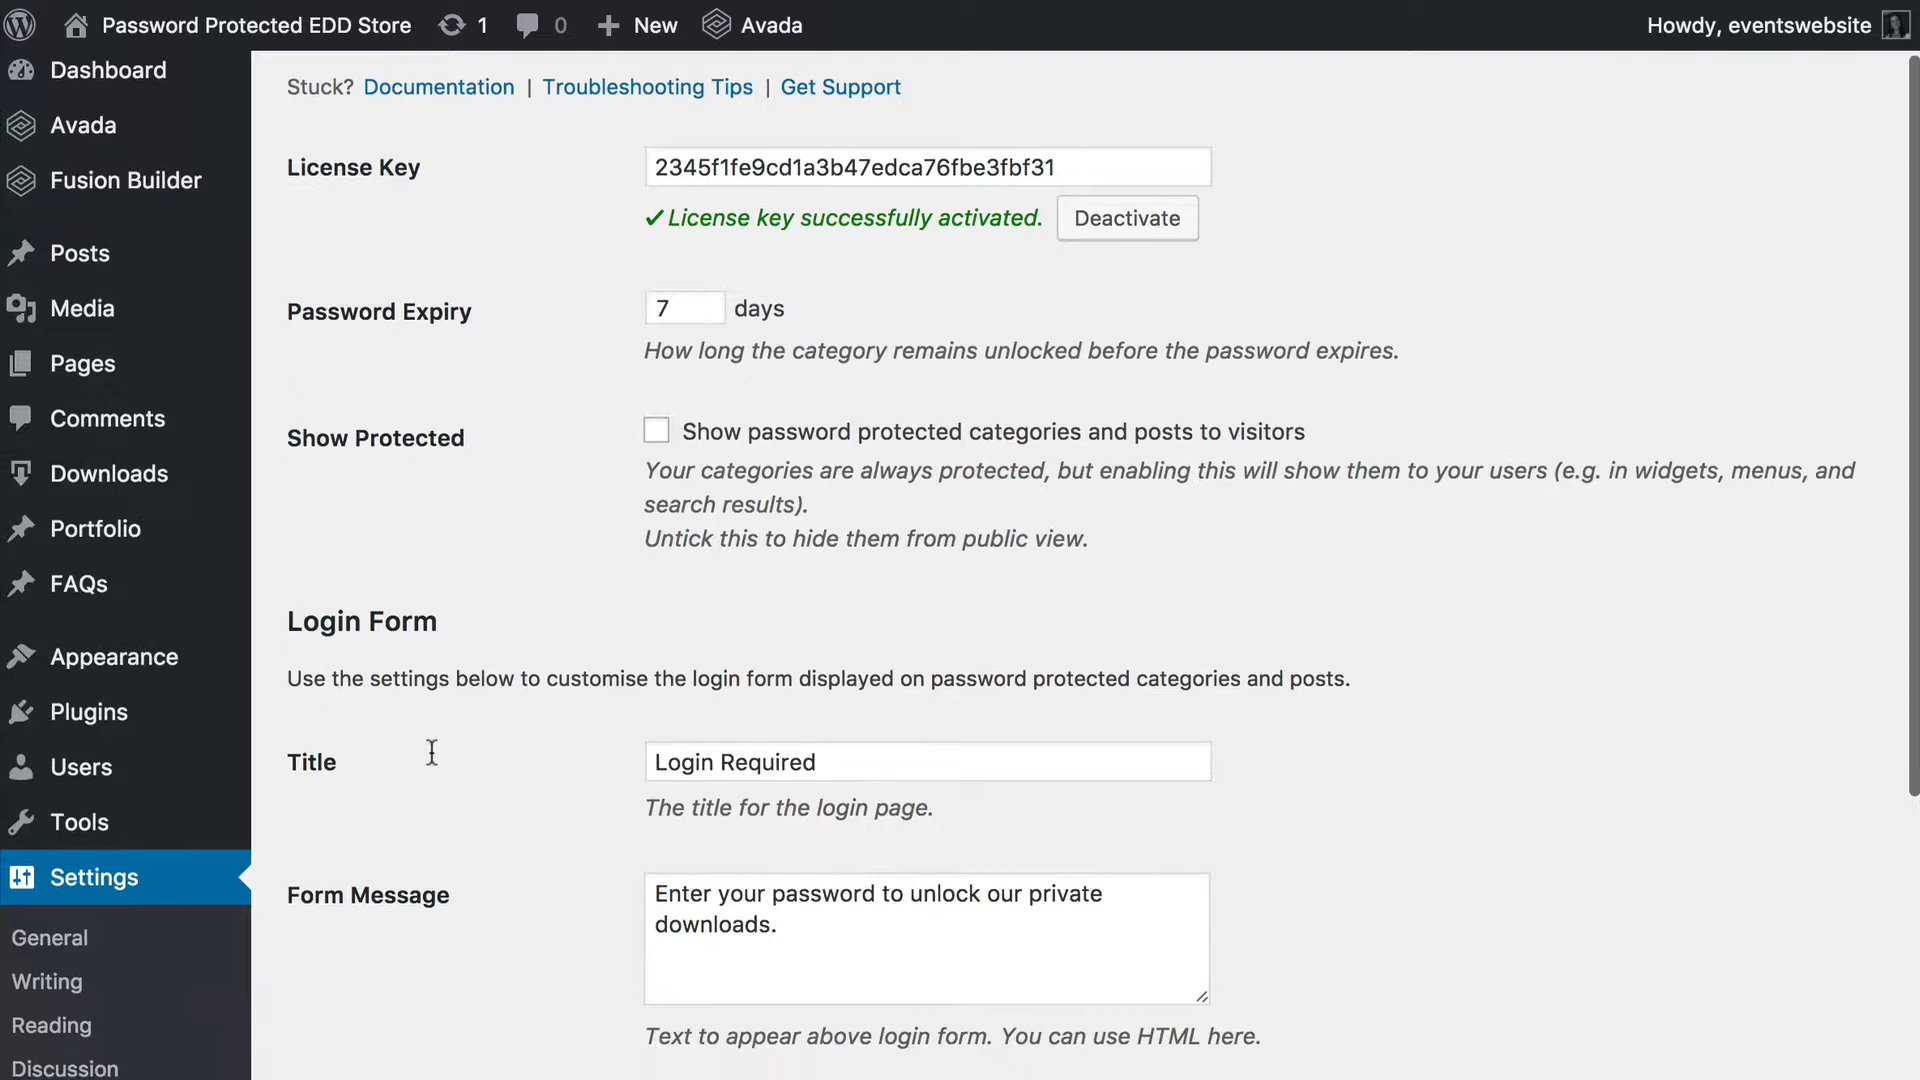 Password Protected EDD Store 1 0 New Avada Howdy, eventswebsite
Dashboard
Avada
Fusion Builder
Posts
Media
Pages
Comments
Downloads
Portfolio
FAQs
Appearance
Plugins
Users
Tools
Settings
General
Writing
Reading
Discussion
Stuck? Documentation | Troubleshooting Tips | Get Support
License Key
2345f1fe9cd1a3b47edca76fbe3fbf31
✓ License key successfully activated. Deactivate
Password Expiry
7 days
How long the category remains unlocked before the password expires.
Show Protected
Show password protected categories and posts to visitors
Your categories are always protected, but enabling this will show them to your users (e.g. in widgets, menus, and
search results).
Untick this to hide them from public view.
Login Form
Use the settings below to customise the login form displayed on password protected categories and posts.
Title
Login Required
The title for the login page.
Form Message
Enter your password to unlock our private
downloads.
Text to appear above login form. You can use HTML here.